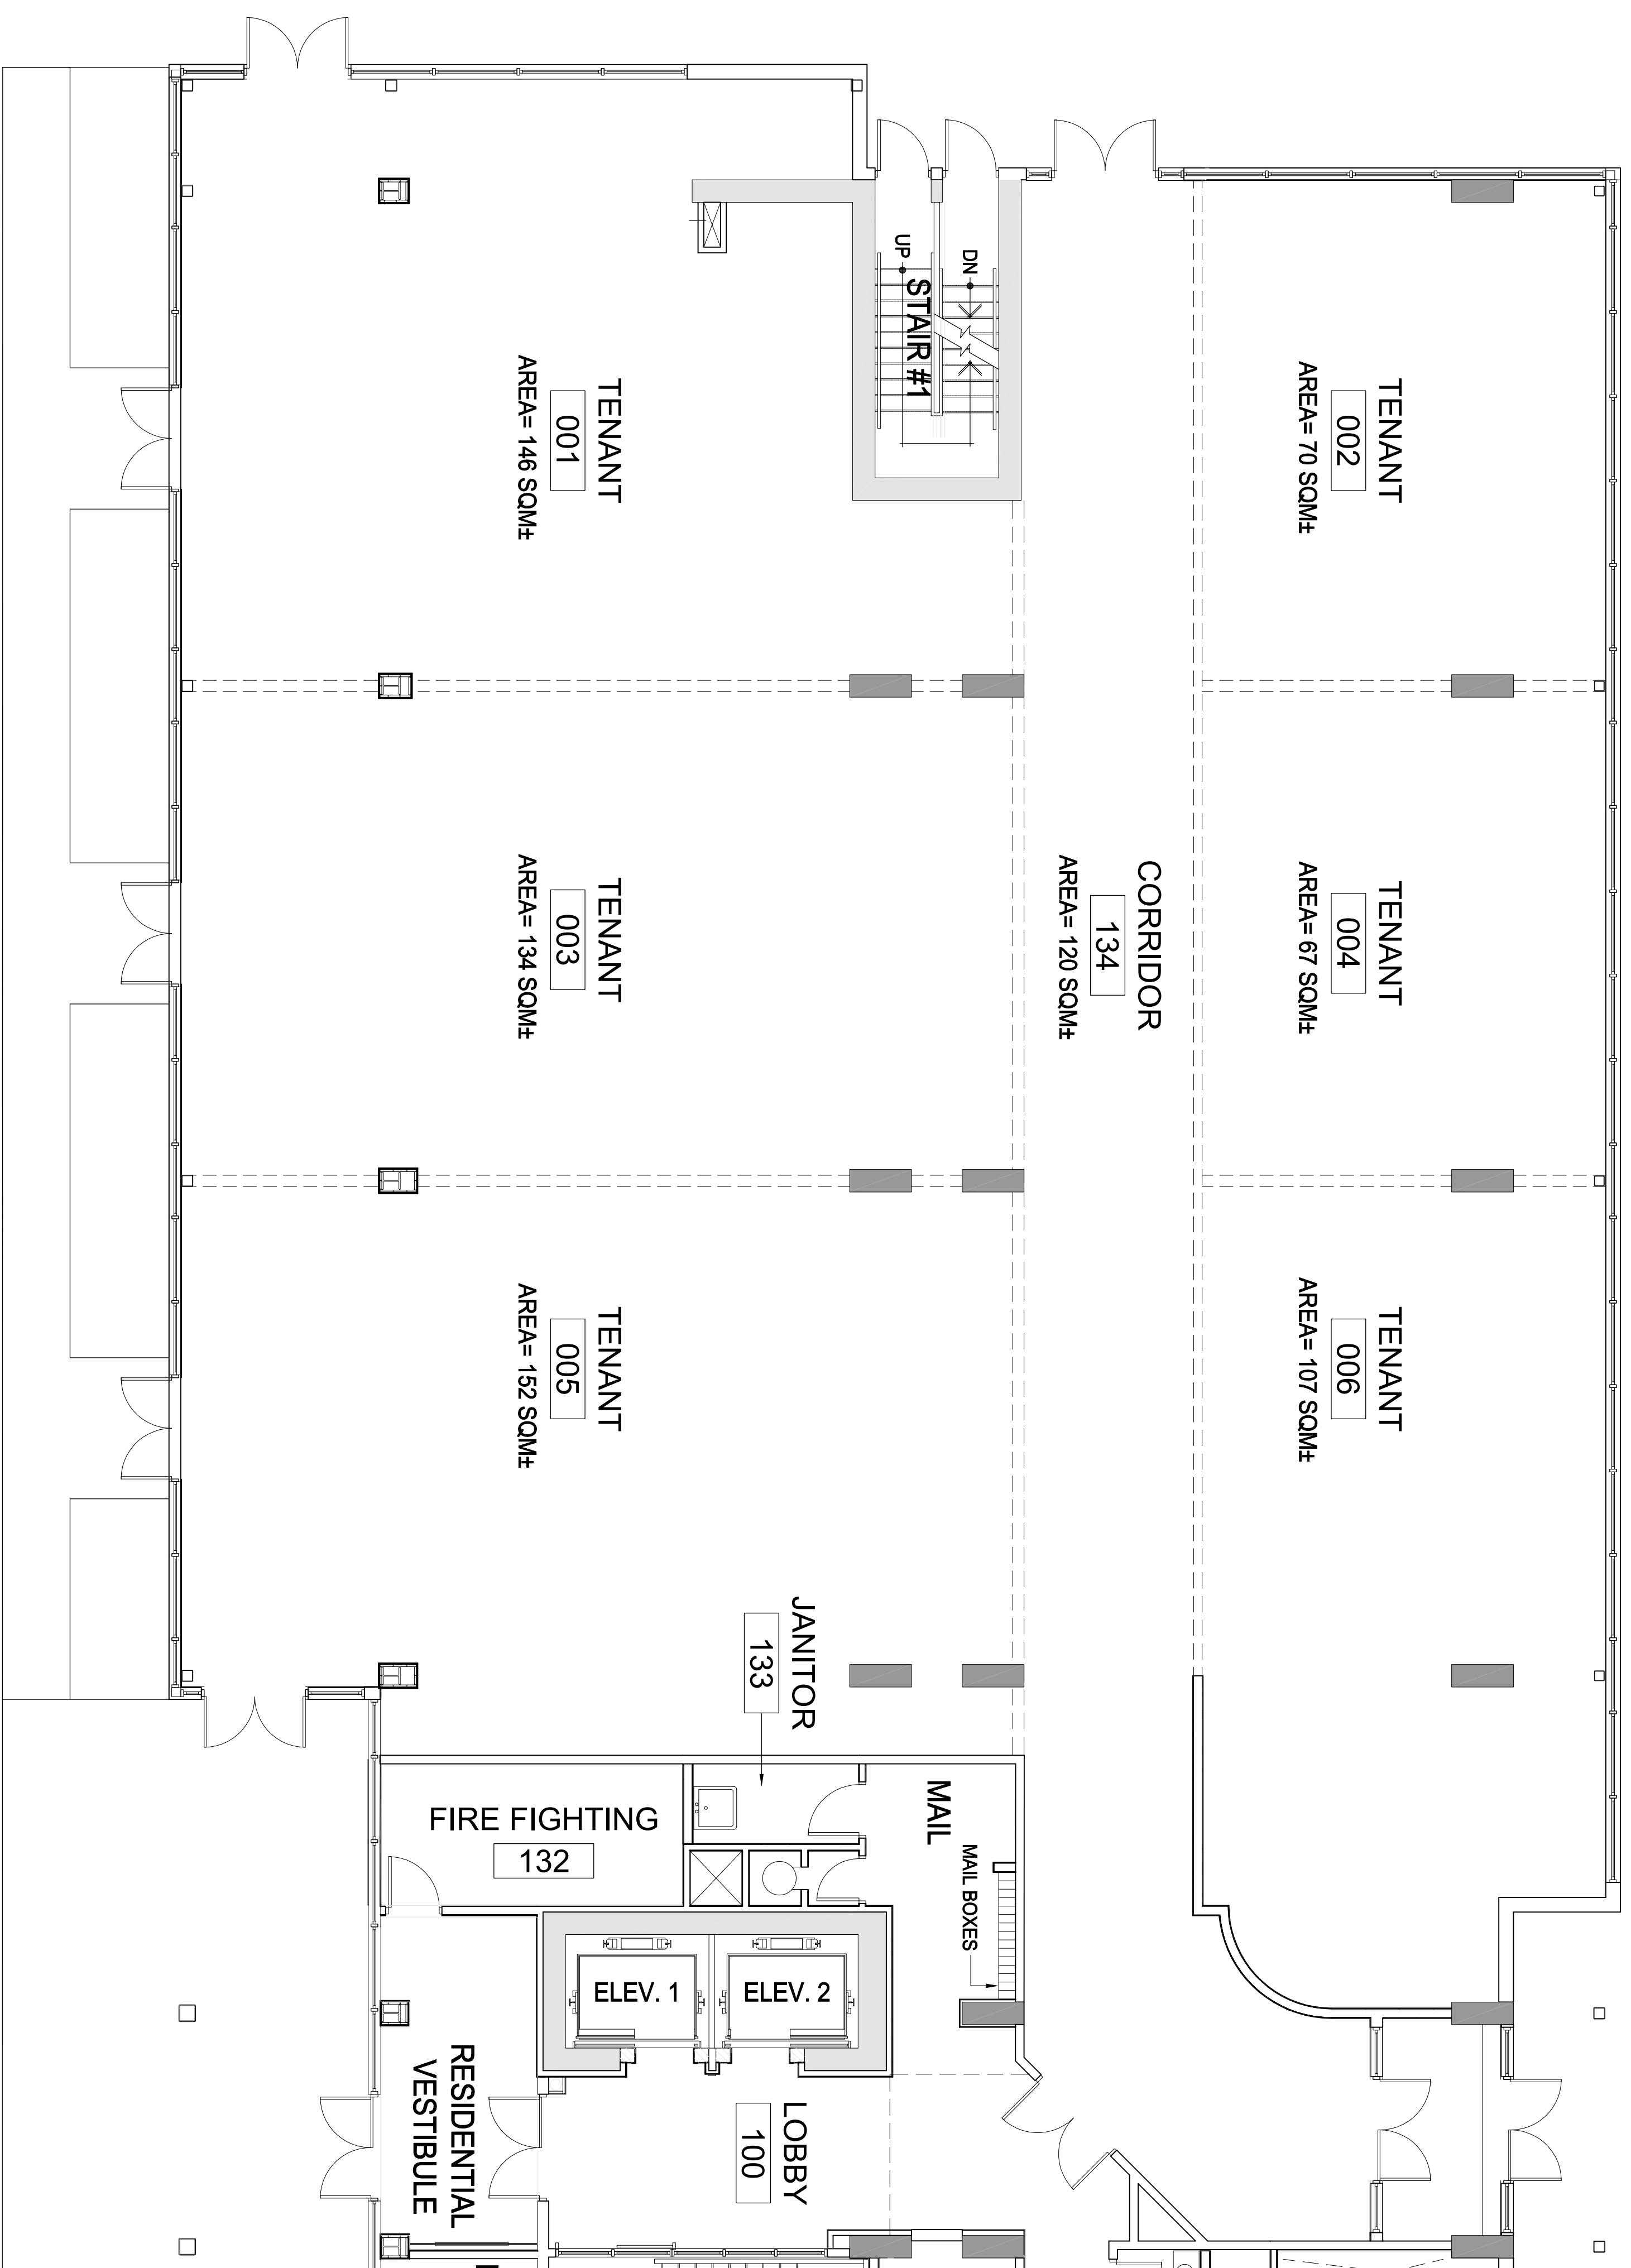 TENANT
001
AREA= 146 SQM±
TENANT
002
AREA= 70 SQM±
UP
DN
STAIR #1
TENANT
003
AREA= 134 SQM±
CORRIDOR
134
AREA= 120 SQM±
TENANT
004
AREA= 67 SQM±
TENANT
005
AREA= 152 SQM±
TENANT
006
AREA= 107 SQM±
JANITOR
133
FIRE FIGHTING
132
MAIL
MAIL BOXES
ELEV. 1
ELEV. 2
RESIDENTIAL
VESTIBULE
LOBBY
100